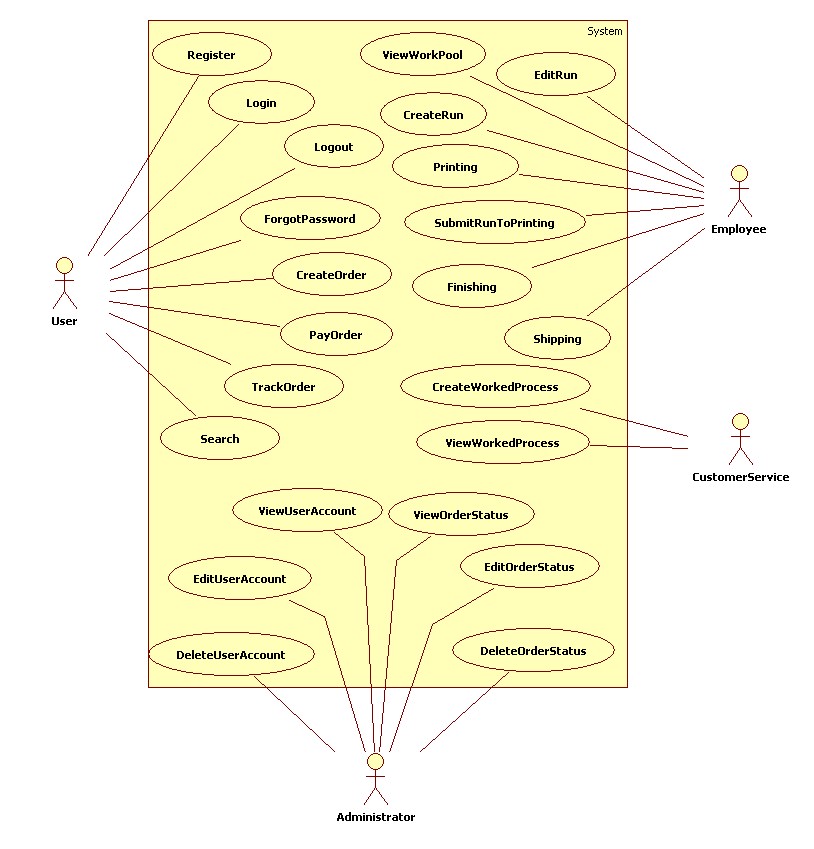 System
Register
ViewWorkPool
EditRun
Login
CreateRun
Logout
Printing
ForgotPassword
SubmitRunToPrinting
Employee
CreateOrder
Finishing
User
PayOrder
Shipping
TrackOrder
CreateWorkedProcess
Search
ViewWorkedProcess
CustomerService
ViewUserAccount
ViewOrderStatus
EditUserAccount
EditOrderStatus
DeleteUserAccount
DeleteOrderStatus
Administrator